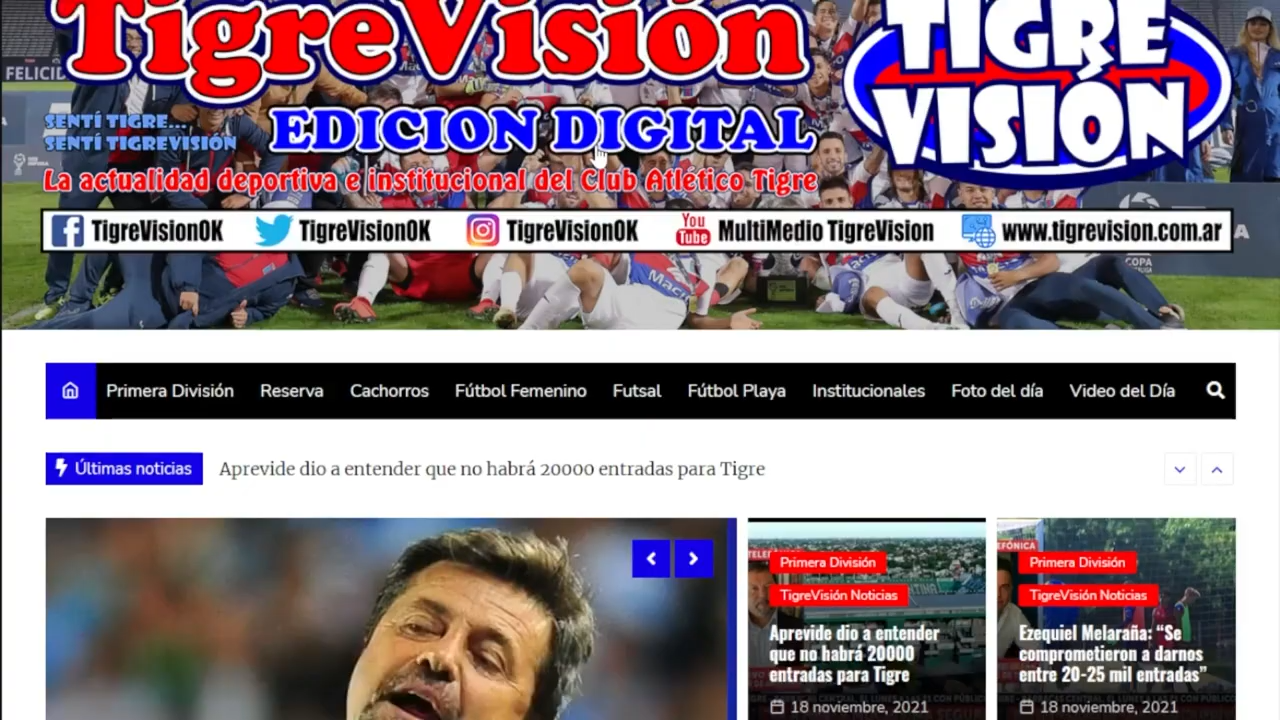 TigreVisión
TIGRE
VISIÓN
FELICID
SENTÍ TIGRE...
SENTÍ TIGREVISIÓN
EDICION DIGITAL
La actualidad deportiva e institucional del Club Atlético Tigre
TigreVisionOK
TigreVisionOK
TigreVisionOK
You
Tube
MultiMedio TigreVision
www.tigrevision.com.ar
COPA
Primera División
Reserva
Cachorros
Fútbol Femenino
Futsal
Fútbol Playa
Institucionales
Foto del día
Video del Día
Últimas noticias
Aprevide dio a entender que no habrá 20000 entradas para Tigre
Primera División
TigreVisión Noticias
Aprevide dio a entender
que no habrá 20000
entradas para Tigre
18 noviembre, 2021
EFÓNICA
Primera División
TigreVisión Noticias
Ezequiel Melaraña: “Se
comprometieron a darnos
entre 20-25 mil entradas”
18 noviembre, 2021